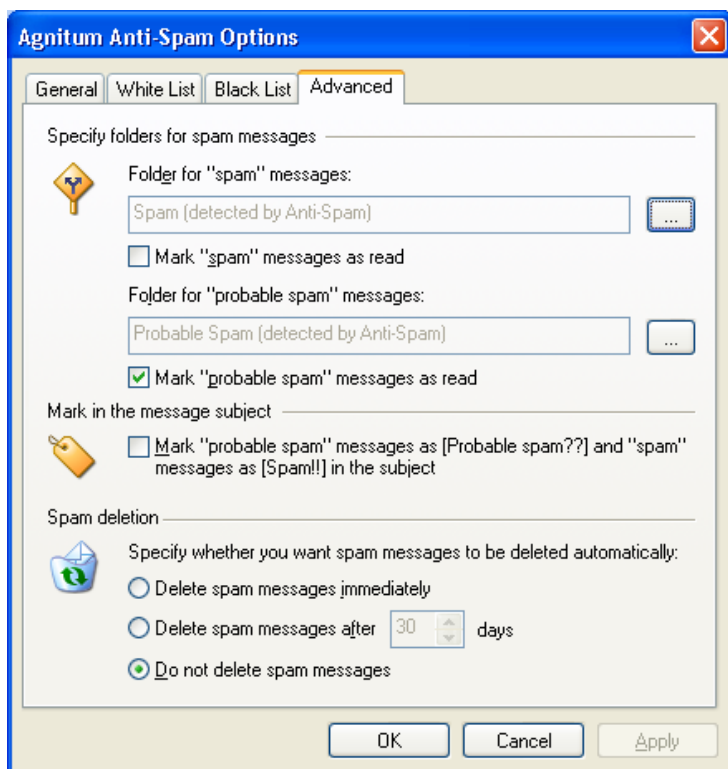 Agnitum Anti-Spam Options
General White List Black List Advanced
Specify folders for spam messages
Folder for "spam" messages:
Spam (detected by Anti-Spam)
...
Mark "spam" messages as read
Folder for "probable spam" messages:
Probable Spam (detected by Anti-Spam)
...
Mark "probable spam" messages as read
Mark in the message subject
Mark "probable spam" messages as [Probable spam??] and "spam"
messages as [Spam!!] in the subject
Spam deletion
Specify whether you want spam messages to be deleted automatically:
Delete spam messages immediately
Delete spam messages after 30 days
Do not delete spam messages
OK Cancel Apply